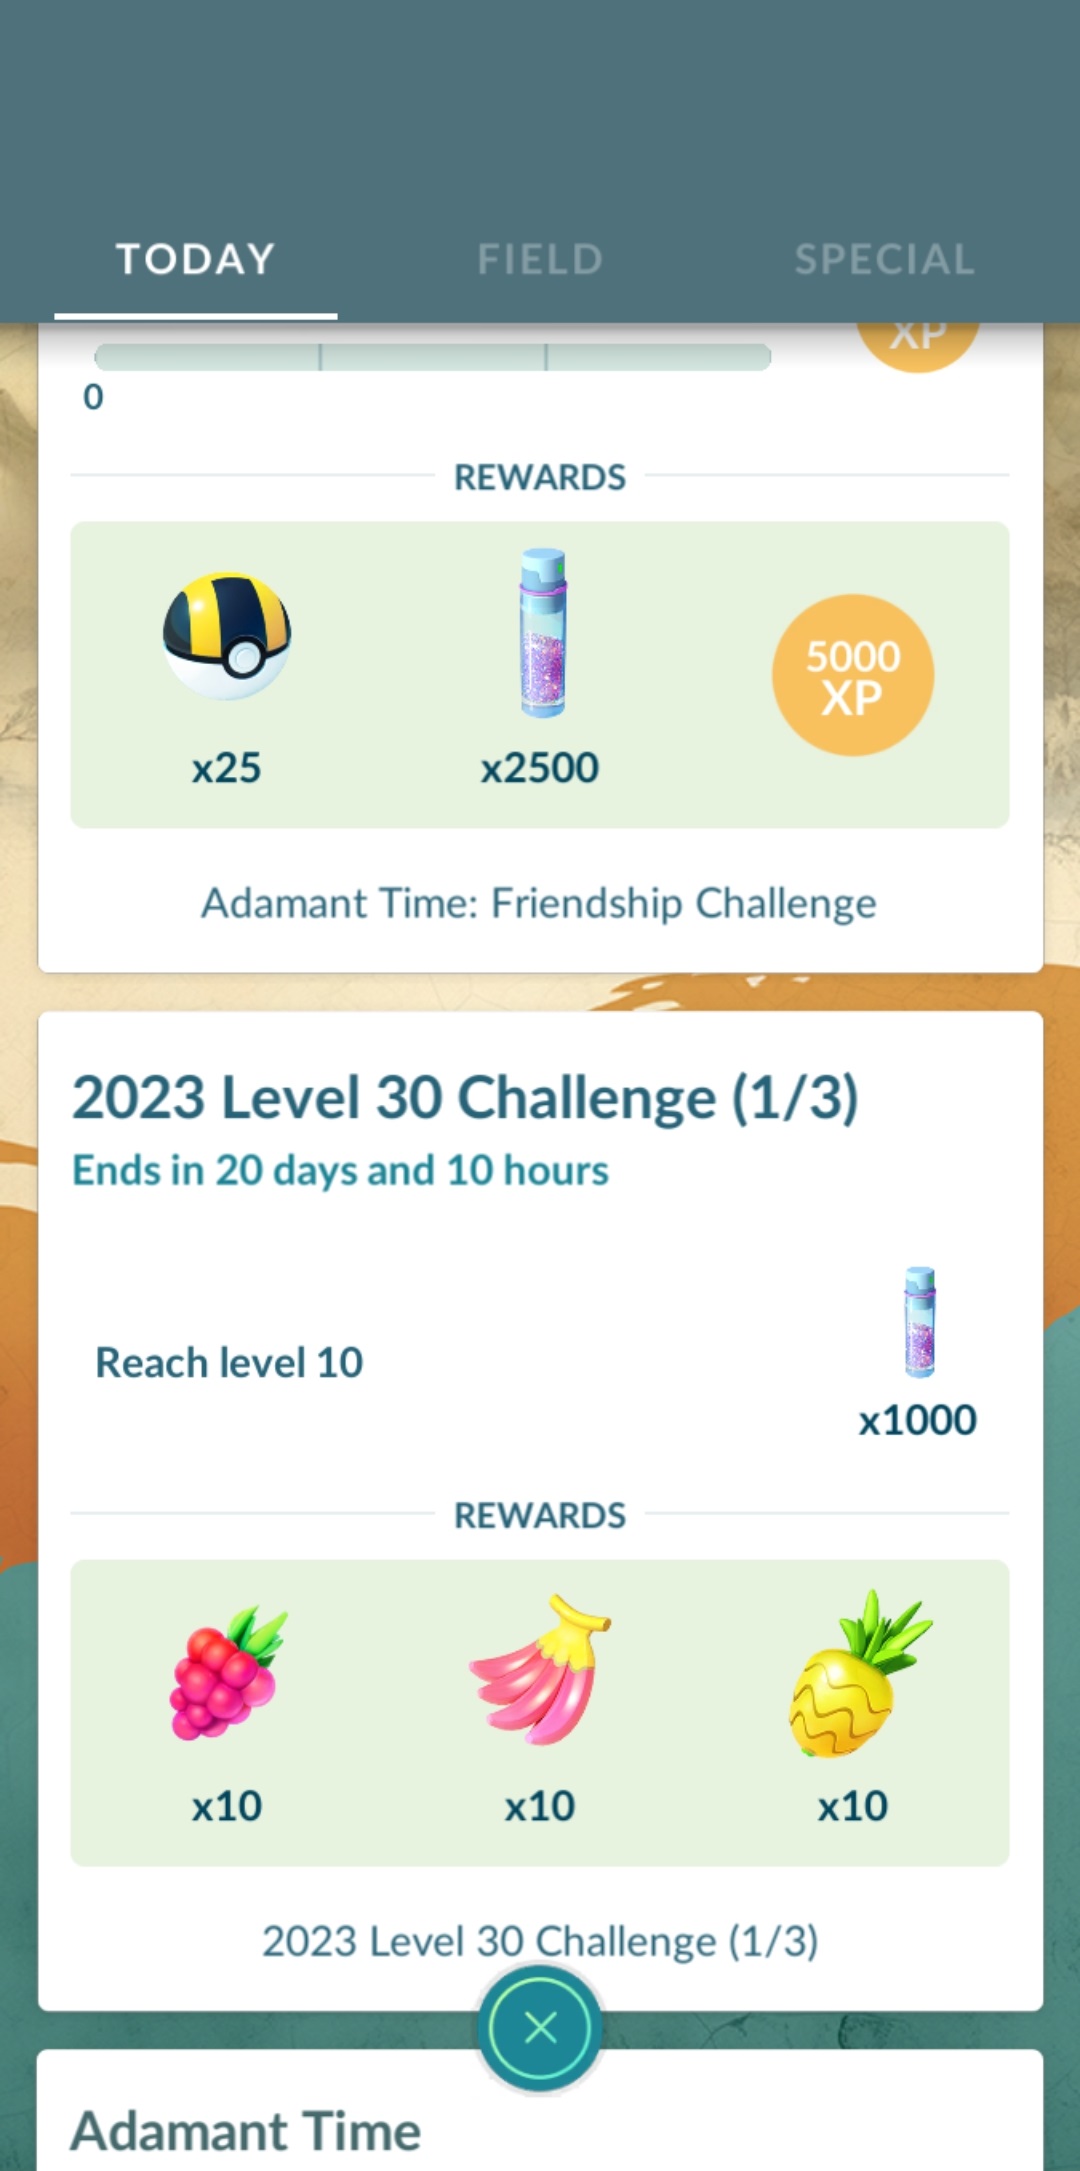 TODAY FIELD SPECIAL
XP
0
REWARDS
5000
XP
x25 x2500
Adamant Time: Friendship Challenge
2023 Level 30 Challenge (1/3)
Ends in 20 days and 10 hours
Reach level 10
x1000
REWARDS
x10 x10 x10
2023 Level 30 Challenge (1/3)
Adamant Time